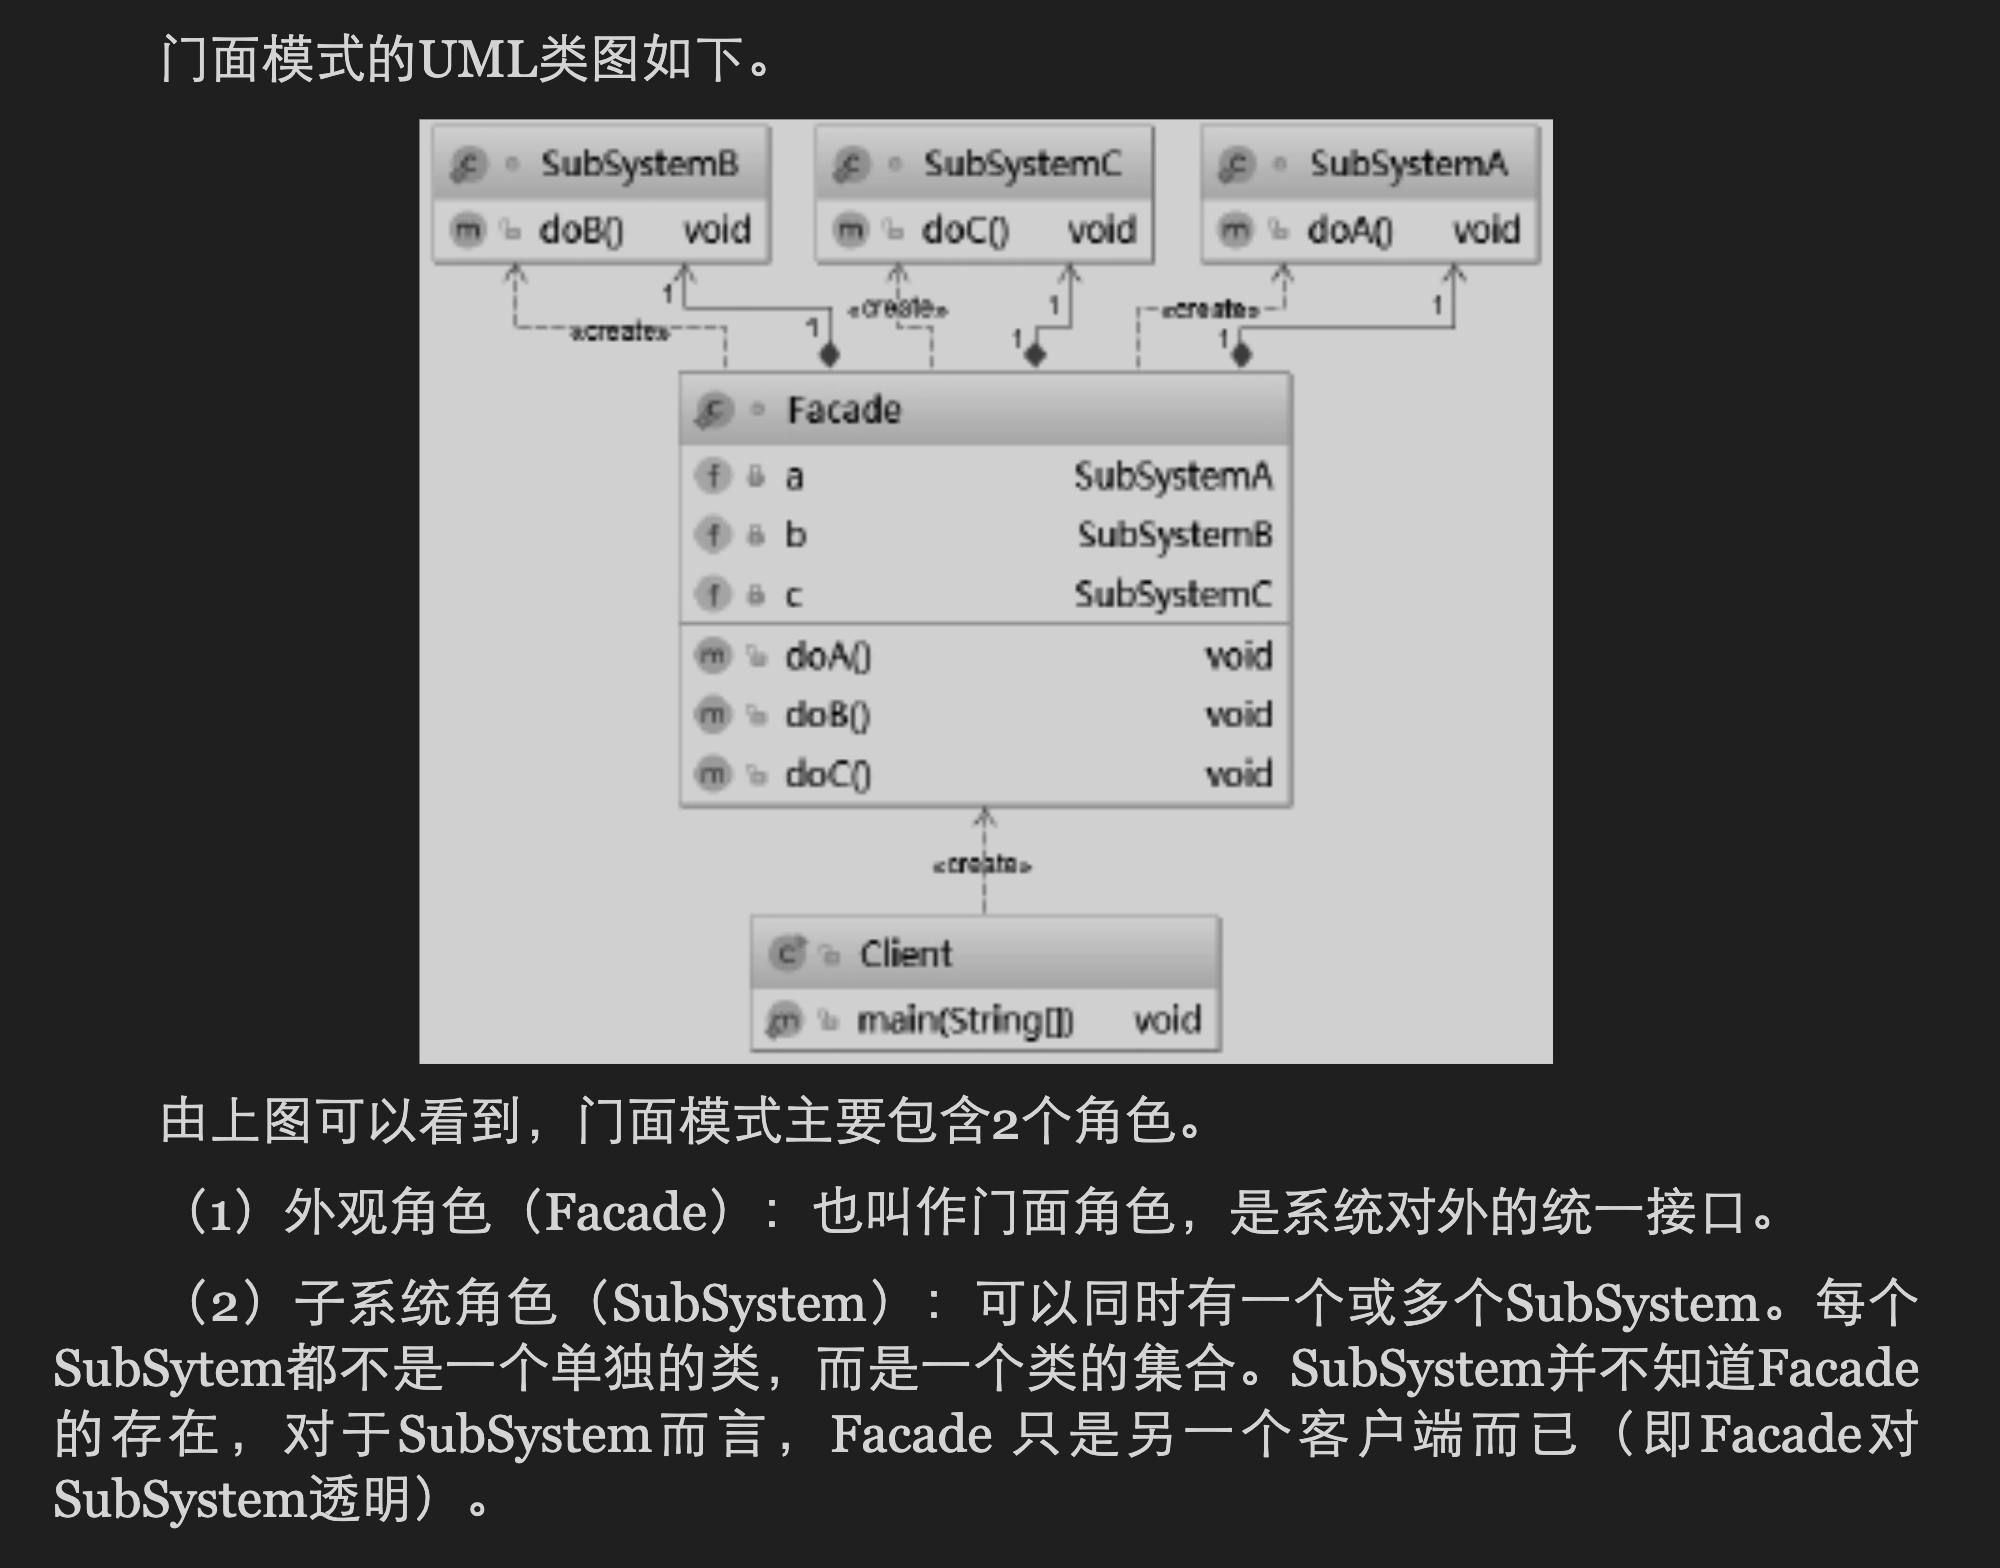 门面模式的UML类图如下。
SubSystemB
SubSystemC
SubSystemA
m doB() void
m doC() void
m doA() void
1
«create»
1
«create»
1
1
«create»
1
1
C Facade
f a SubSystemA
f b SubSystemB
f c SubSystemC
m doA() void
m doB() void
m doC() void
«create»
C Client
m main(String[]) void
由上图可以看到，门面模式主要包含2个角色。
（1）外观角色（Facade）：也叫作门面角色，是系统对外的统一接口。
（2）子系统角色（SubSystem）：可以同时有一个或多个SubSystem。每个
SubSytem都不是一个单独的类，而是一个类的集合。SubSystem并不知道Facade
的存在，对于SubSystem而言，Facade 只是另一个客户端而已（即Facade对
SubSystem透明）。